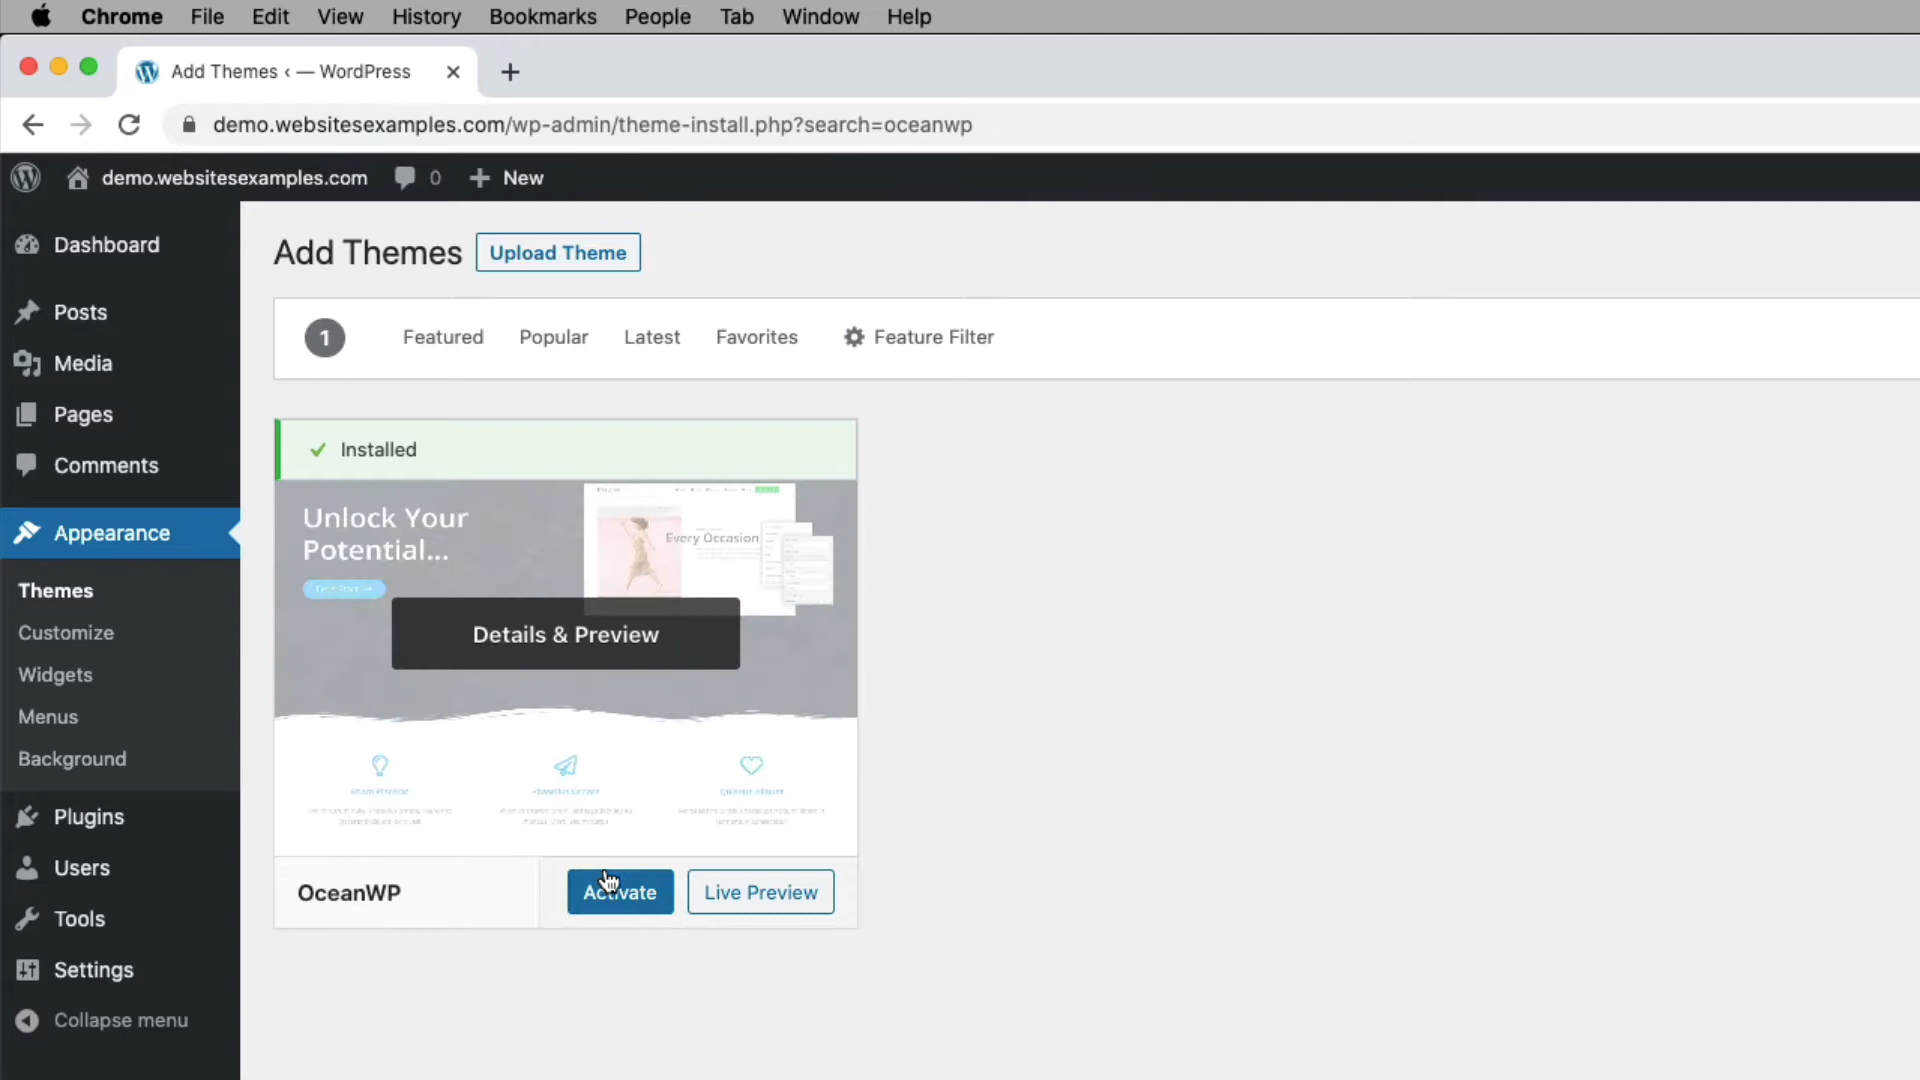 Chrome File Edit View History Bookmarks People Tab Window Help
Add Themes ‹ — WordPress
demo.websitesexamples.com/wp-admin/theme-install.php?search=oceanwp
demo.websitesexamples.com 0 New
Dashboard
Posts
Media
Pages
Comments
Appearance
Themes
Customize
Widgets
Menus
Background
Plugins
Users
Tools
Settings
Collapse menu
Add Themes Upload Theme
1 Featured Popular Latest Favorites Feature Filter
Installed
Unlock Your
Potential...
Every Occasion
Details & Preview
OceanWP Activate Live Preview